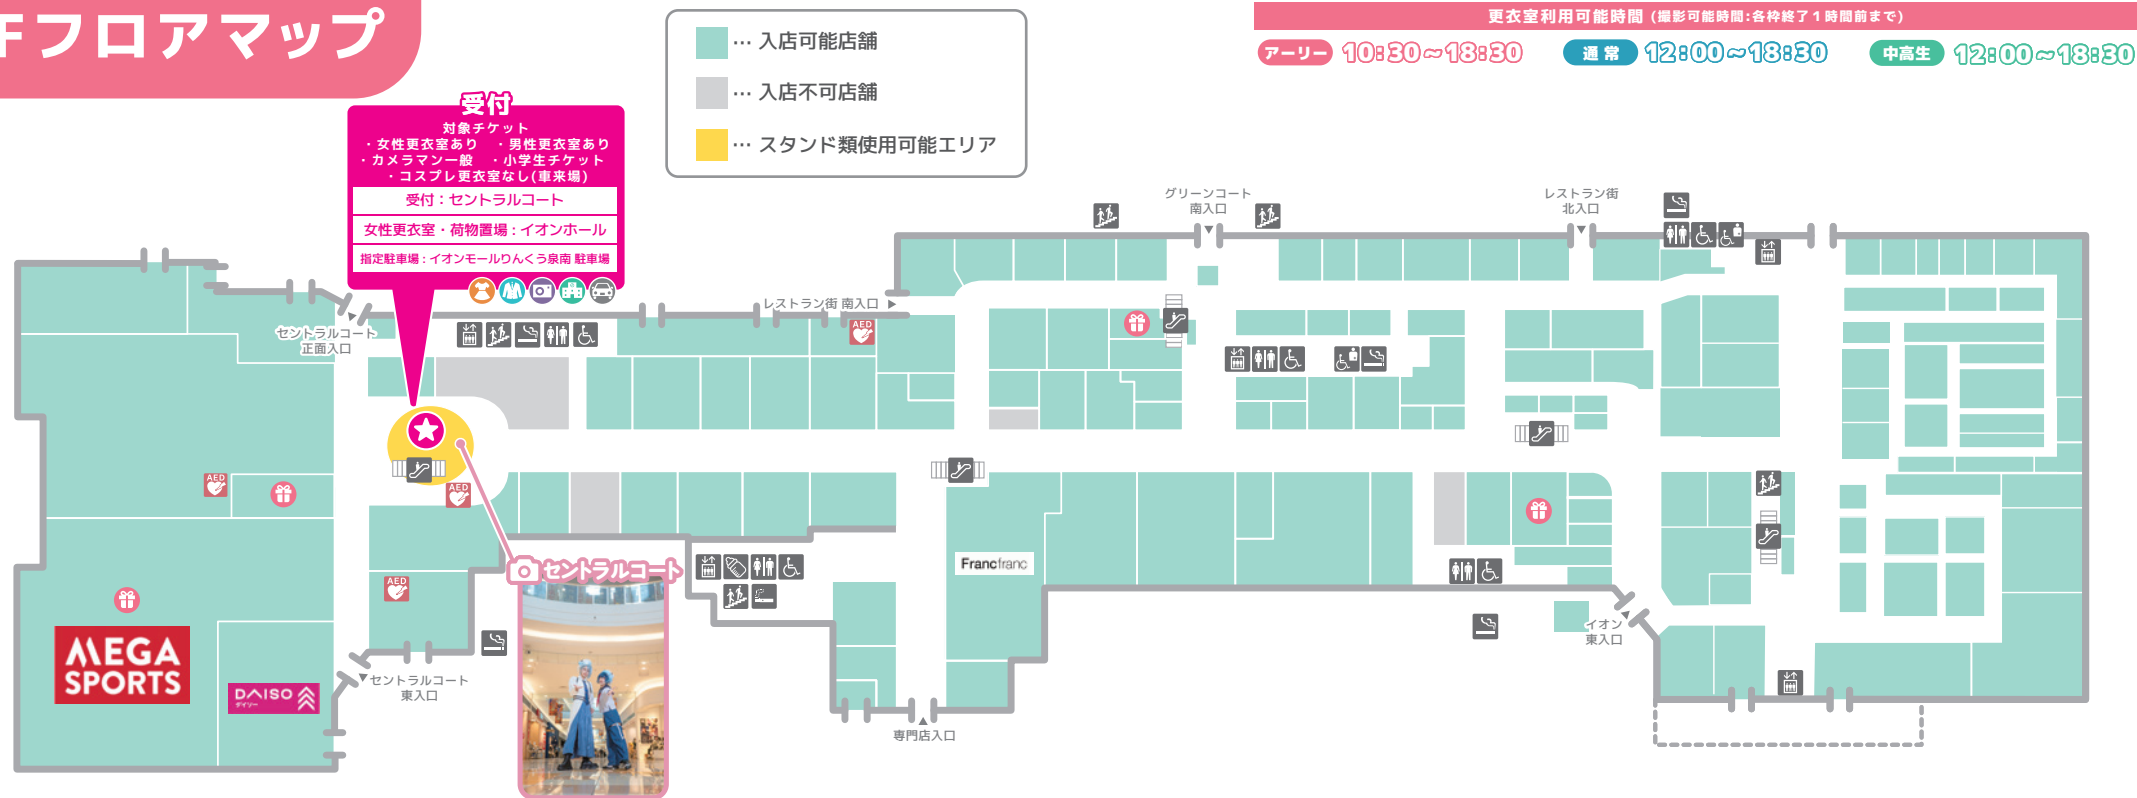 Fフロアマップ
… 入店可能店舗
… 入店不可店舗
… スタンド類使用可能エリア
更衣室利用可能時間 (撮影可能時間:各枠終了1時間前まで)
アーリー 10:30~18:30 通常 12:00~18:30 中高生 12:00~18:30
受付
対象チケット
・女性更衣室あり ・男性更衣室あり
・カメラマン一般 ・小学生チケット
・コスプレ更衣室なし(車来場)
受付:セントラルコート
女性更衣室・荷物置場:イオンホール
指定駐車場:イオンモールりんくう泉南 駐車場
グリーンコート
南入口
レストラン街
北入口
レストラン街 南入口
セントラルコート
正面入口
AED
AED
AED
AED
Francfranc
セントラルコート
イオン
東入口
MEGA
SPORTS
DAISO
ダイソー
セントラルコート
東入口
専門店入口